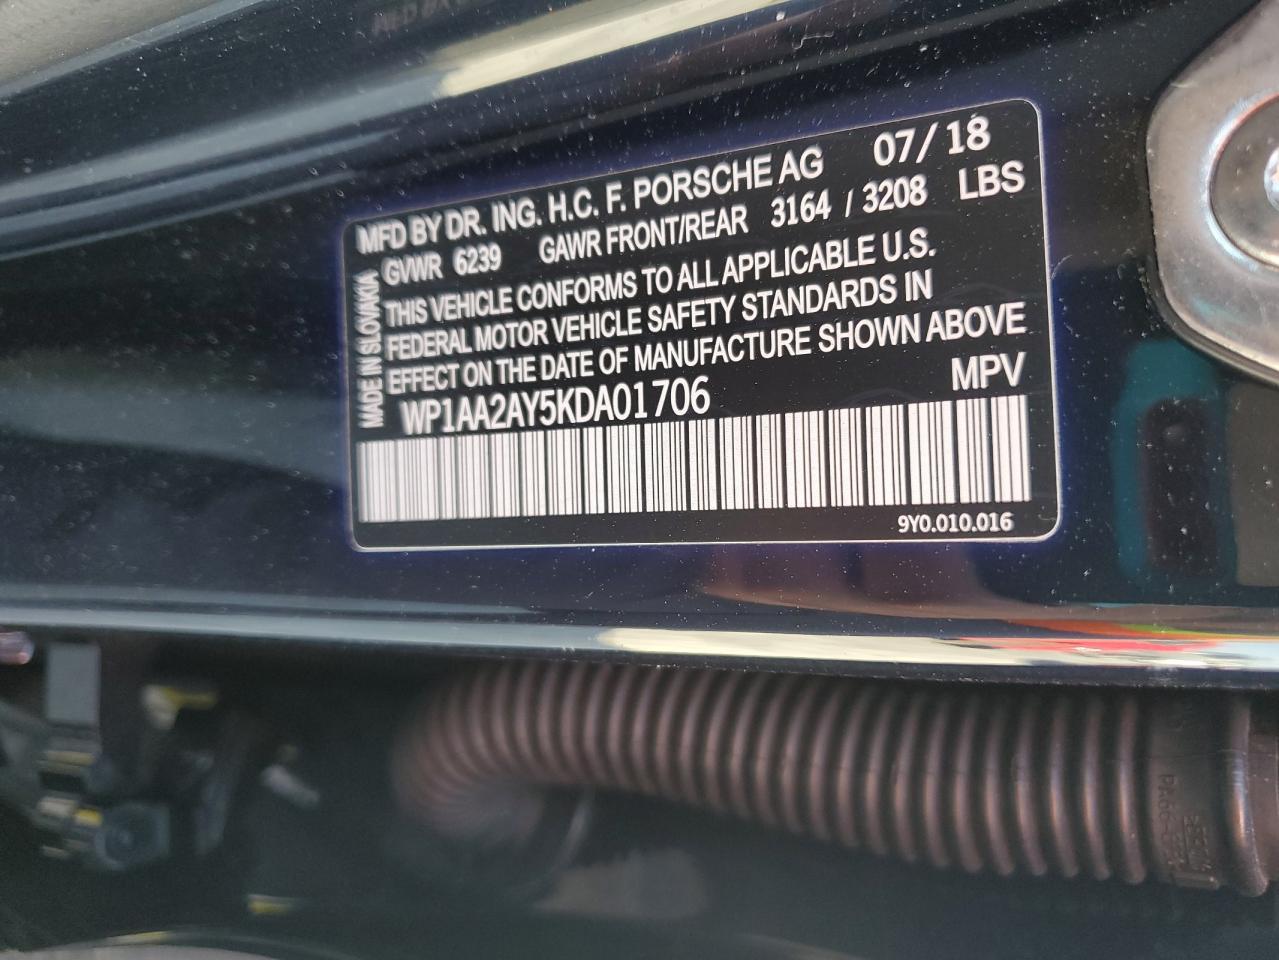 MFD BY DR. ING. H.C. F. PORSCHE AG 07/18
GVWR 6239 GAWR FRONT/REAR 3164 / 3208 LBS
THIS VEHICLE CONFORMS TO ALL APPLICABLE U.S.
FEDERAL MOTOR VEHICLE SAFETY STANDARDS IN
EFFECT ON THE DATE OF MANUFACTURE SHOWN ABOVE
WP1AA2AY5KDA01706 MPV
MADE IN SLOVAKIA
9Y0.010.016